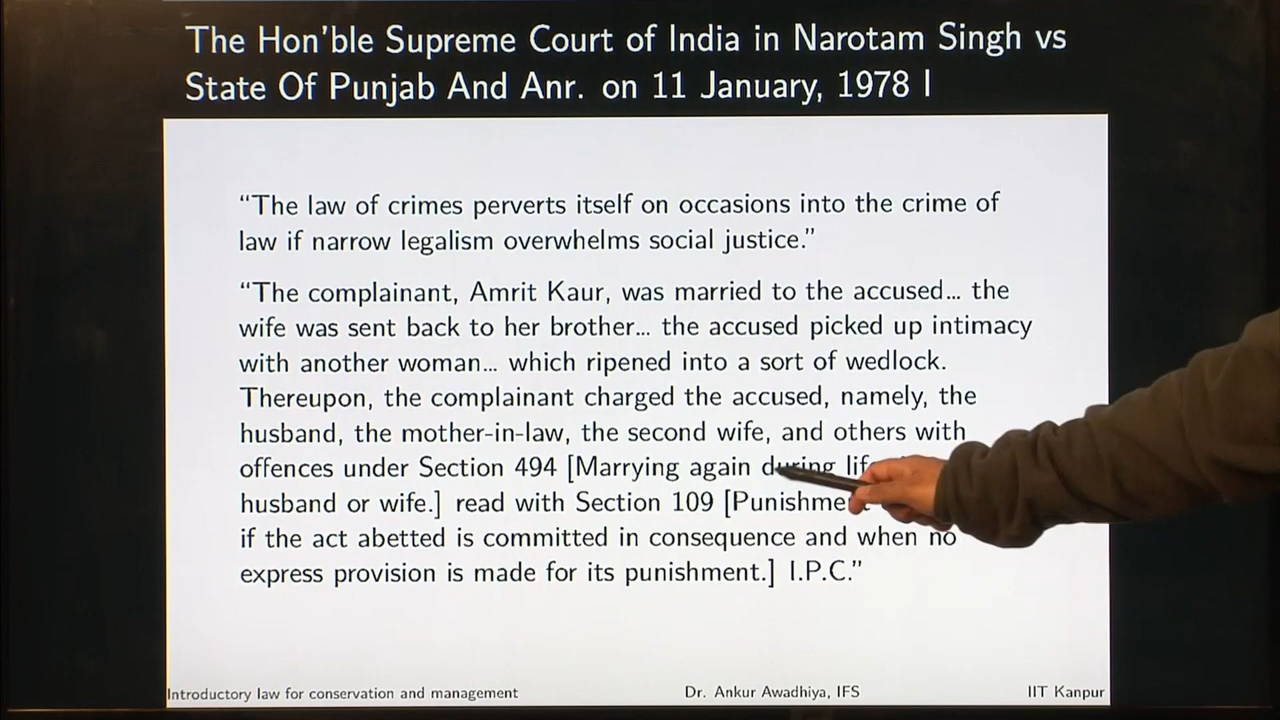 The Hon'ble Supreme Court of India in Narotam Singh vs
State Of Punjab And Anr. on 11 January, 1978 I
“The law of crimes perverts itself on occasions into the crime of
law if narrow legalism overwhelms social justice.”
“The complainant, Amrit Kaur, was married to the accused... the
wife was sent back to her brother... the accused picked up intimacy
with another woman... which ripened into a sort of wedlock.
Thereupon, the complainant charged the accused, namely, the
husband, the mother-in-law, the second wife, and others with
offences under Section 494 [Marrying again during
husband or wife.] read with Section 109
if the act abetted is committed in consequence and when no
express provision is made for its punishment.] I.P.C.”
Introductory law for conservation and management
Dr. Ankur Awadhiya, IFS
IIT Kanpur